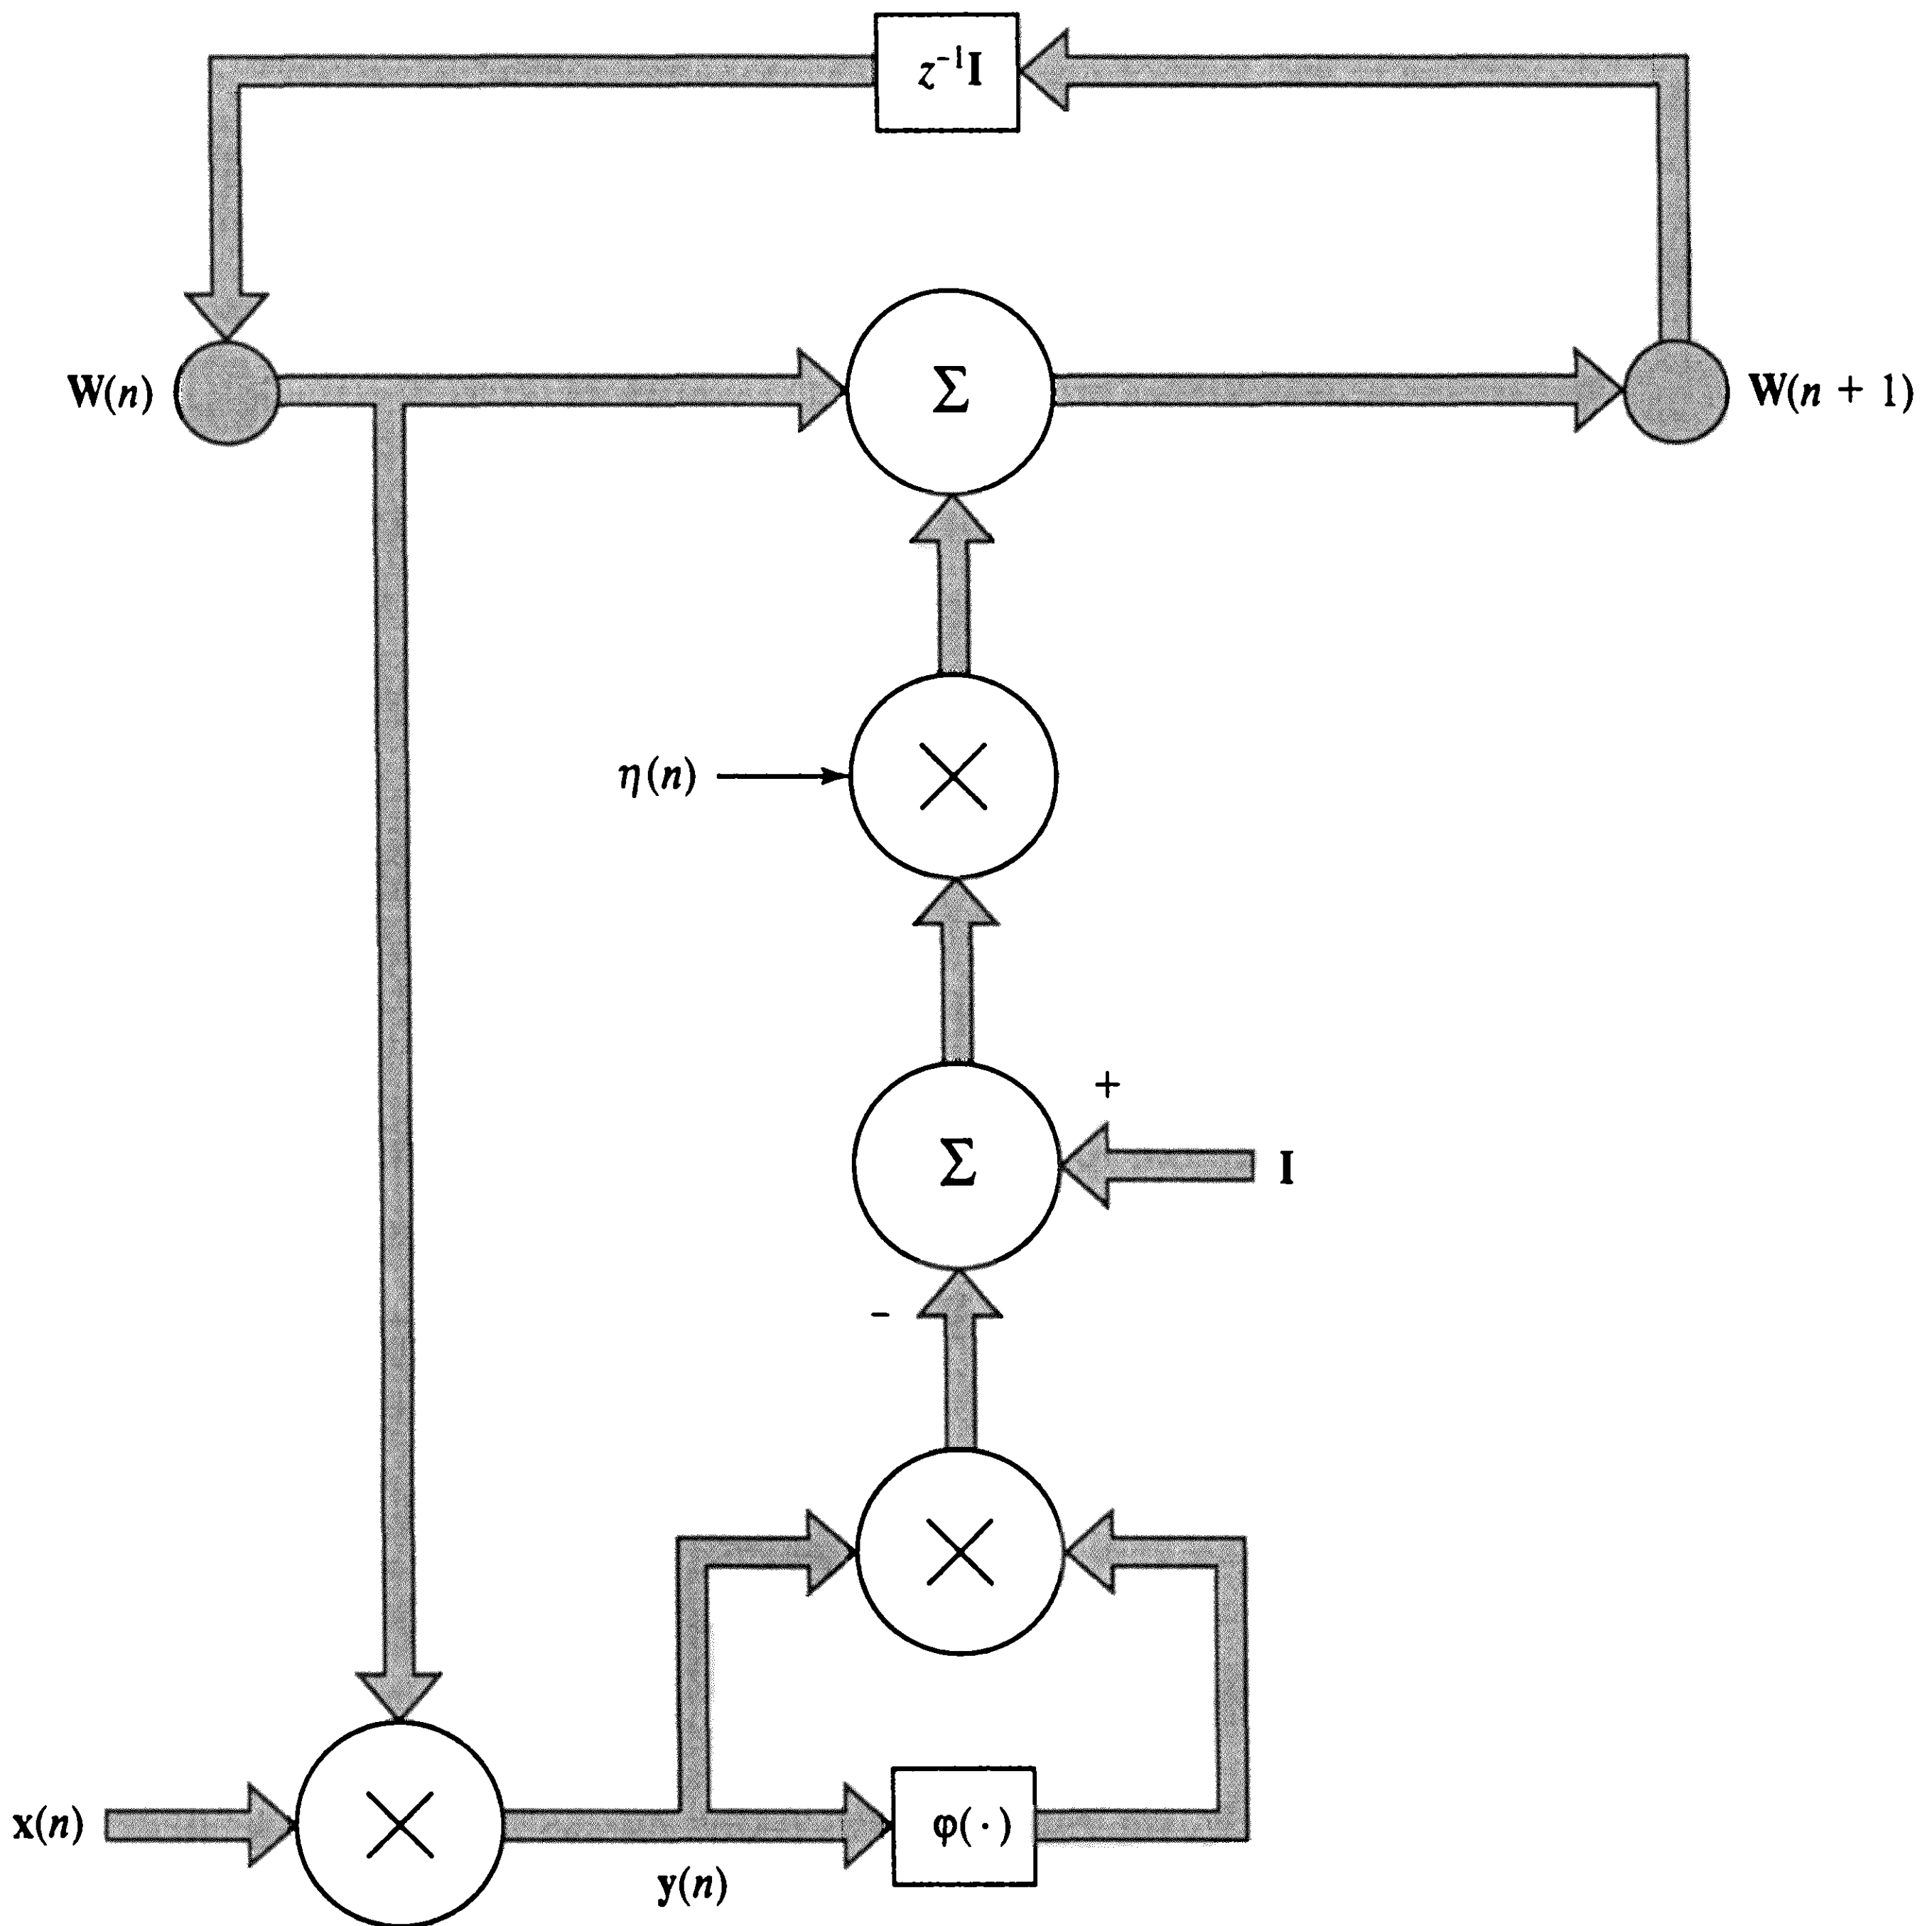 z⁻¹I
W(n)
Σ
W(n + 1)
η(n)
×
+
Σ
I
−
×
x(n)
×
φ(·)
y(n)